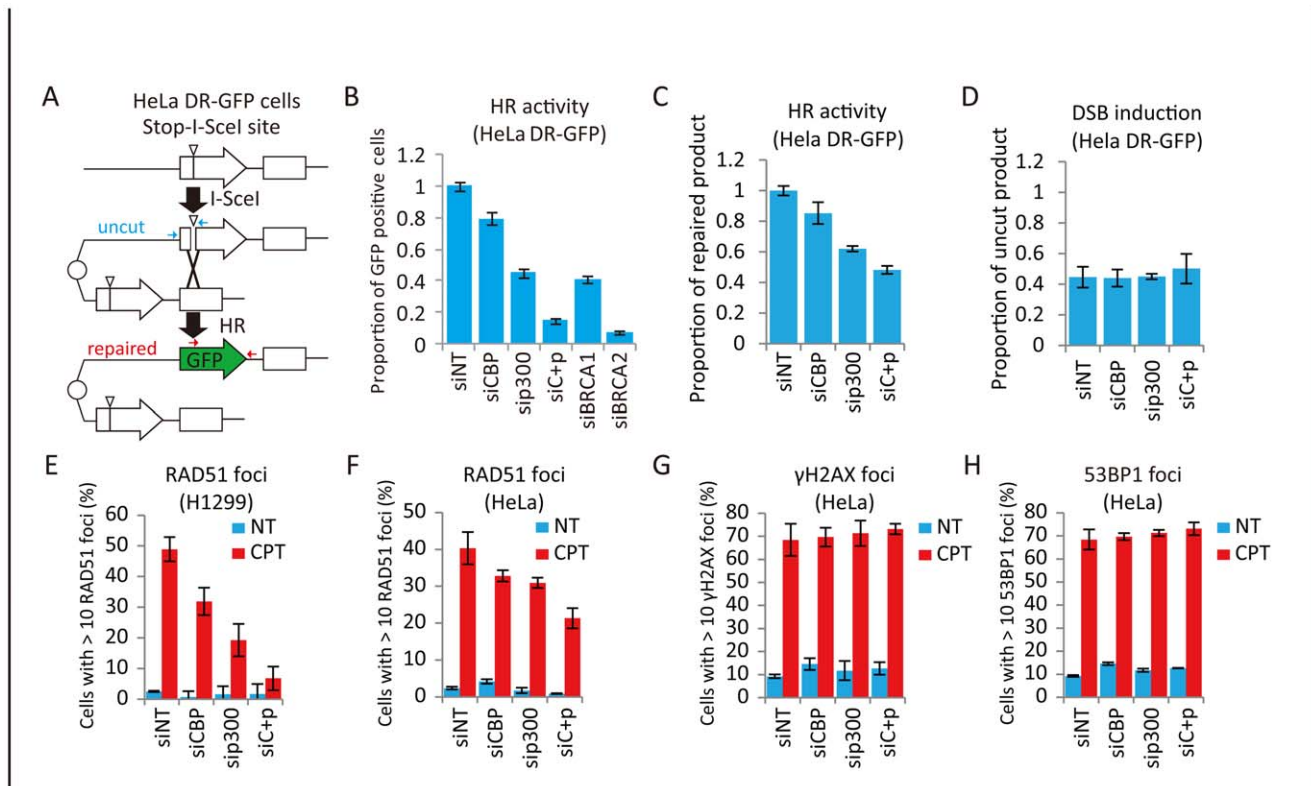 A
HeLa DR-GFP cells
Stop-I-SceI site
I-SceI
uncut
HR
repaired
GFP
B
HR activity
(HeLa DR-GFP)
Proportion of GFP positive cells
1.2
1
0.8
0.6
0.4
0.2
0
siNT
siCBP
sip300
siC+p
siBRCA1
siBRCA2
C
HR activity
(Hela DR-GFP)
Proportion of repaired product
1.2
1
0.8
0.6
0.4
0.2
0
siNT
siCBP
sip300
siC+p
D
DSB induction
(Hela DR-GFP)
Proportion of uncut product
1.2
1
0.8
0.6
0.4
0.2
0
siNT
siCBP
sip300
siC+p
E
RAD51 foci
(H1299)
Cells with > 10 RAD51 foci (%)
60
50
40
30
20
10
0
NT
CPT
siNT
siCBP
sip300
siC+p
F
RAD51 foci
(HeLa)
Cells with > 10 RAD51 foci (%)
50
40
30
20
10
0
NT
CPT
siNT
siCBP
sip300
siC+p
G
γH2AX foci
(HeLa)
Cells with > 10 γH2AX foci (%)
80
70
60
50
40
30
20
10
0
NT
CPT
siNT
siCBP
sip300
siC+p
H
53BP1 foci
(HeLa)
Cells with > 10 53BP1 foci (%)
80
70
60
50
40
30
20
10
0
NT
CPT
siNT
siCBP
sip300
siC+p